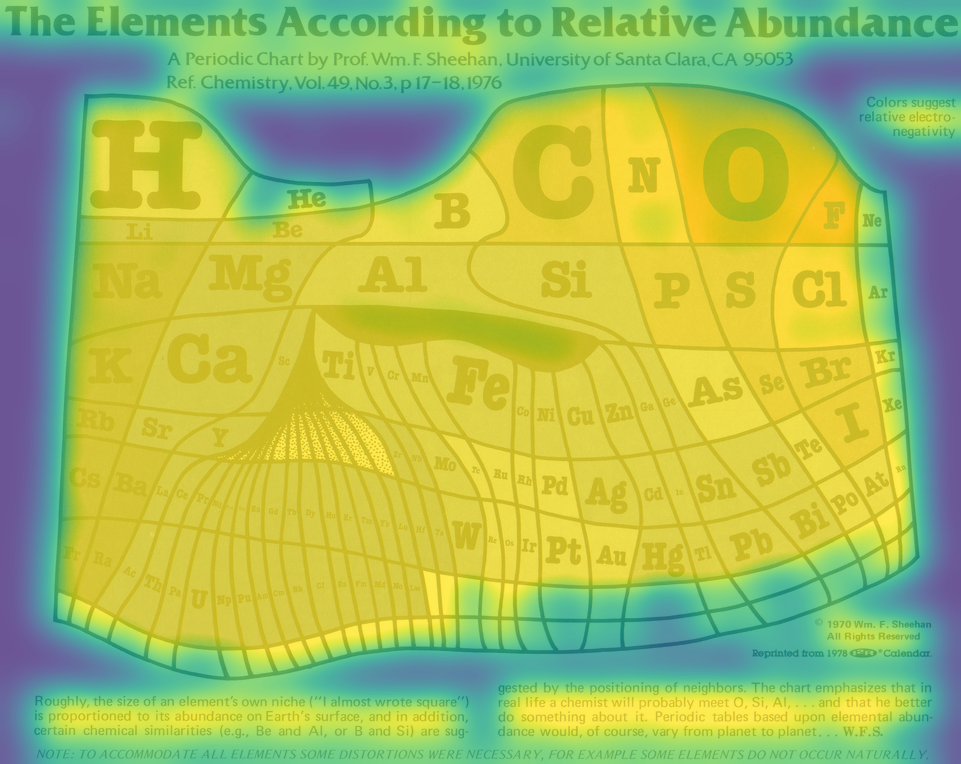 The Elements According to Relative Abundance
A Periodic Chart by Prof. Wm. F. Sheehan, University of Santa Clara, CA 95053
Ref. Chemistry, Vol. 49, No. 3, p 17–18, 1976
Colors suggest
relative electro-
negativity
H He B C N O F Ne
Li Be
Na Mg Al Si P S Cl Ar
K Ca Sc Ti V Cr Mn Fe Co Ni Cu Zn Ga Ge As Se Br Kr
Rb Sr Y Mo Tc Ru Rh Pd Ag Cd In Sn Sb Te I Xe
Cs Ba La Ce Pr W Re Os Ir Pt Au Hg Tl Pb Bi Po At Rn
Fr Ra Ac Th Pa U Np Pu
© 1970 Wm. F. Sheehan
All Rights Reserved
Reprinted from 1978 Calendar.
Roughly, the size of an element's own niche ("I almost wrote square")
is proportioned to its abundance on Earth's surface, and in addition,
certain chemical similarities (e.g., Be and Al, or B and Si) are sug-
gested by the positioning of neighbors. The chart emphasizes that in
real life a chemist will probably meet O, Si, Al, . . . and that he better
do something about it. Periodic tables based upon elemental abun-
dance would, of course, vary from planet to planet. . . W.F.S.
NOTE: TO ACCOMMODATE ALL ELEMENTS SOME DISTORTIONS WERE NECESSARY, FOR EXAMPLE SOME ELEMENTS DO NOT OCCUR NATURALLY,